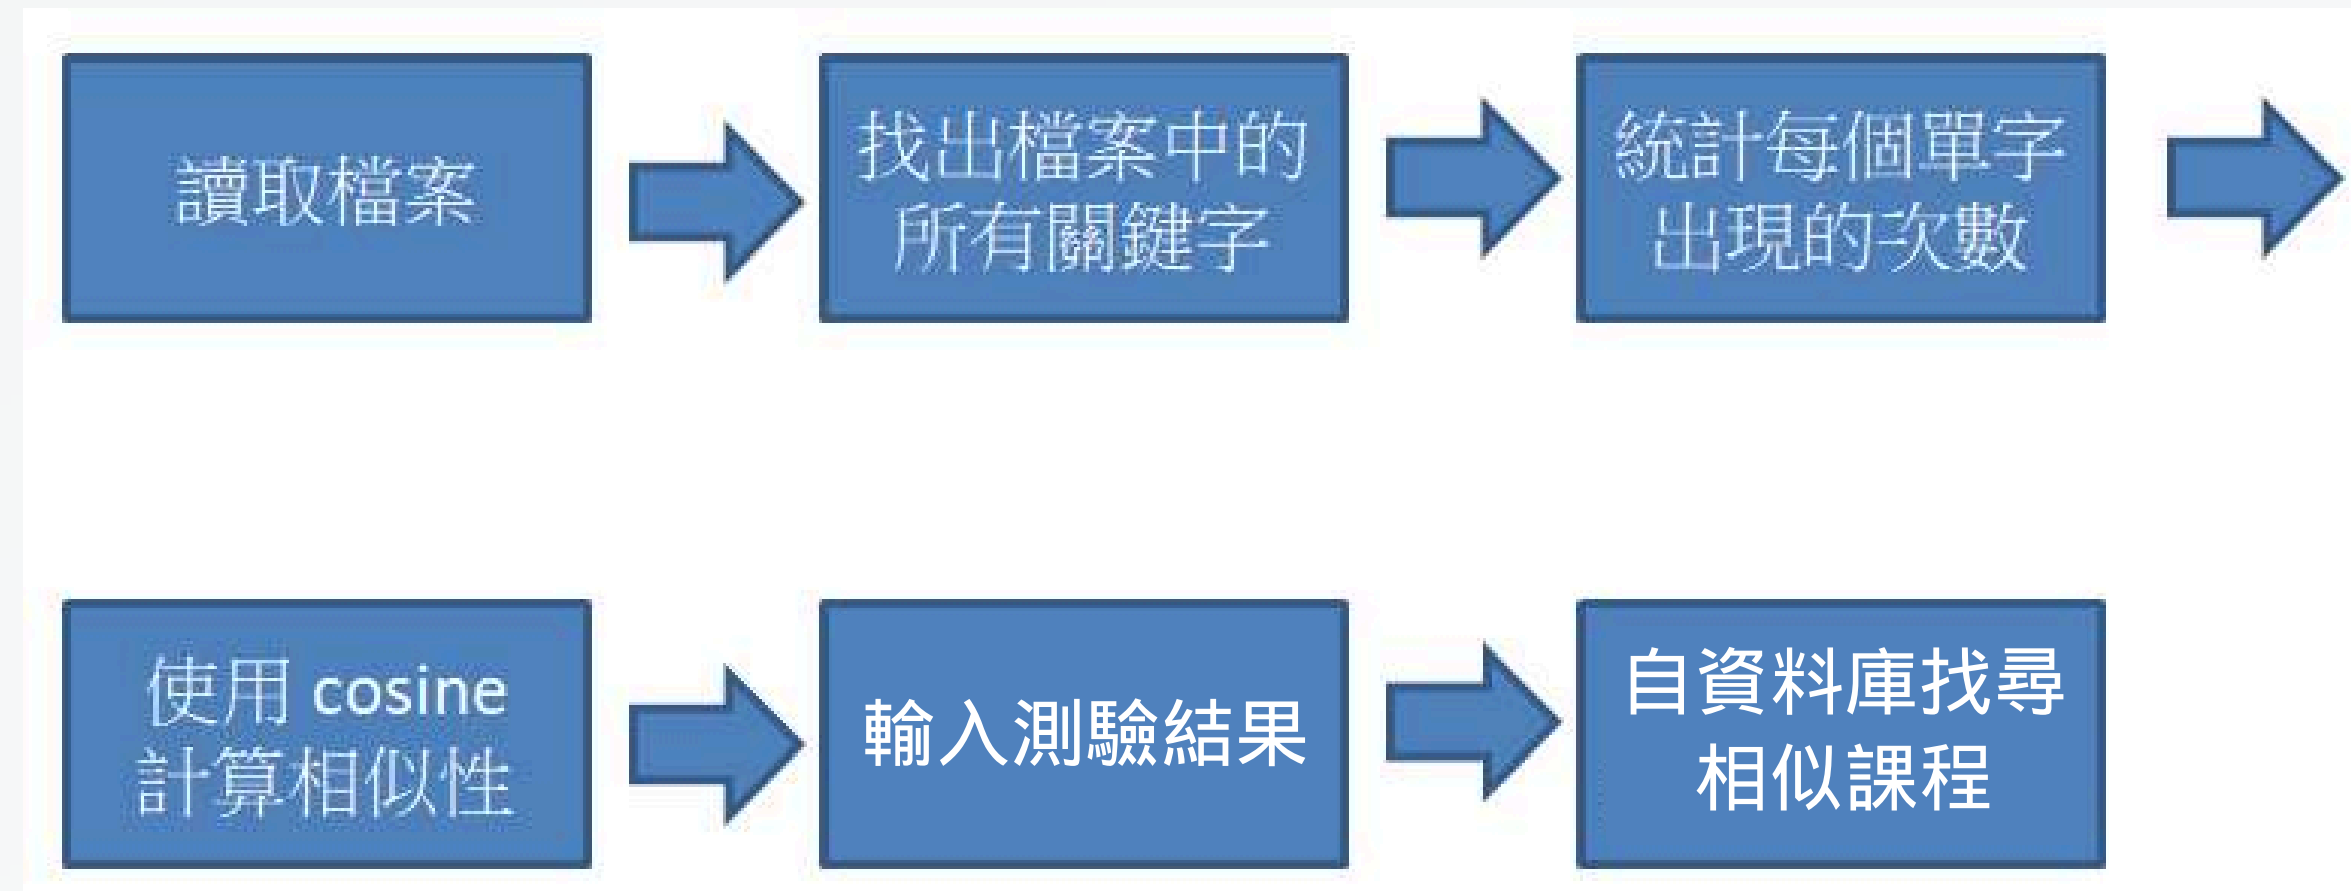 讀取檔案
找出檔案中的
所有關鍵字
統計每個單字
出現的次數
使用 cosine
計算相似性
輸入測驗結果
自資料庫找尋
相似課程